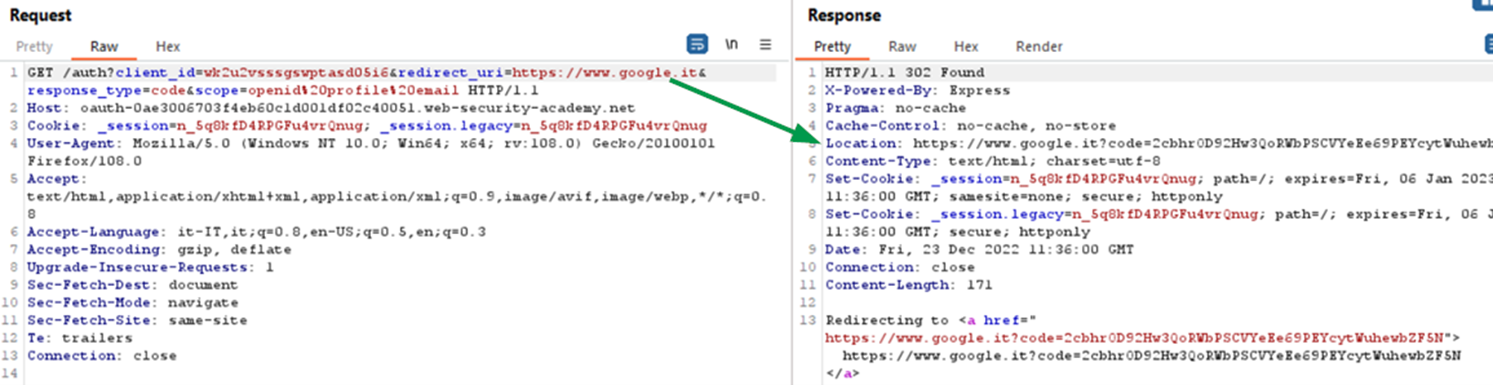 Request
Pretty Raw Hex
\n
1 GET /auth?client_id=wk2u2vsssgswptasd05i6&redirect_uri=https://www.google.it&
response_type=code&scope=openid%20profile%20email HTTP/1.1
2 Host: oauth-0ae3006703f4eb60c1d001df02c40051.web-security-academy.net
3 Cookie: _session=n_5q8kfD4RPGFu4vrQnug; _session.legacy=n_5q8kfD4RPGFu4vrQnug
4 User-Agent: Mozilla/5.0 (Windows NT 10.0; Win64; x64; rv:108.0) Gecko/20100101
Firefox/108.0
5 Accept:
text/html,application/xhtml+xml,application/xml;q=0.9,image/avif,image/webp,*/*;q=0.
8
6 Accept-Language: it-IT,it;q=0.8,en-US;q=0.5,en;q=0.3
7 Accept-Encoding: gzip, deflate
8 Upgrade-Insecure-Requests: 1
9 Sec-Fetch-Dest: document
10 Sec-Fetch-Mode: navigate
11 Sec-Fetch-Site: same-site
12 Te: trailers
13 Connection: close
14
Response
Pretty Raw Hex Render
1 HTTP/1.1 302 Found
2 X-Powered-By: Express
3 Pragma: no-cache
4 Cache-Control: no-cache, no-store
Location: https://www.google.it?code=2cbhr0D92Hw3QoRWbPSCVYeEe69PEYcytWuhewb
6 Content-Type: text/html; charset=utf-8
7 Set-Cookie: _session=n_5q8kfD4RPGFu4vrQnug; path=/; expires=Fri, 06 Jan 2023
11:36:00 GMT; samesite=none; secure; httponly
8 Set-Cookie: _session.legacy=n_5q8kfD4RPGFu4vrQnug; path=/; expires=Fri, 06 J
11:36:00 GMT; secure; httponly
9 Date: Fri, 23 Dec 2022 11:36:00 GMT
10 Connection: close
11 Content-Length: 171
12
13 Redirecting to <a href="
https://www.google.it?code=2cbhr0D92Hw3QoRWbPSCVYeEe69PEYcytWuhewbZF5N">
https://www.google.it?code=2cbhr0D92Hw3QoRWbPSCVYeEe69PEYcytWuhewbZF5N
</a>